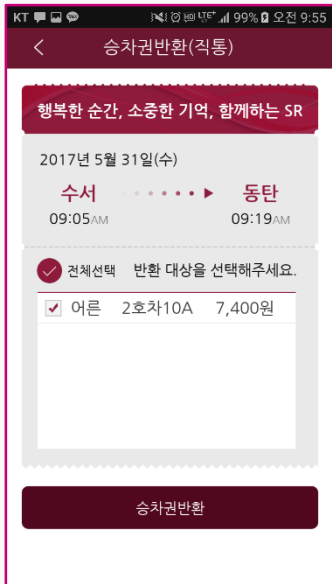 KT 99% 오전 9:55
승차권반환(직통)
행복한 순간, 소중한 기억, 함께하는 SR
2017년 5월 31일(수)
수서 동탄
09:05AM 09:19AM
전체선택 반환 대상을 선택해주세요.
어른 2호차10A 7,400원
승차권반환